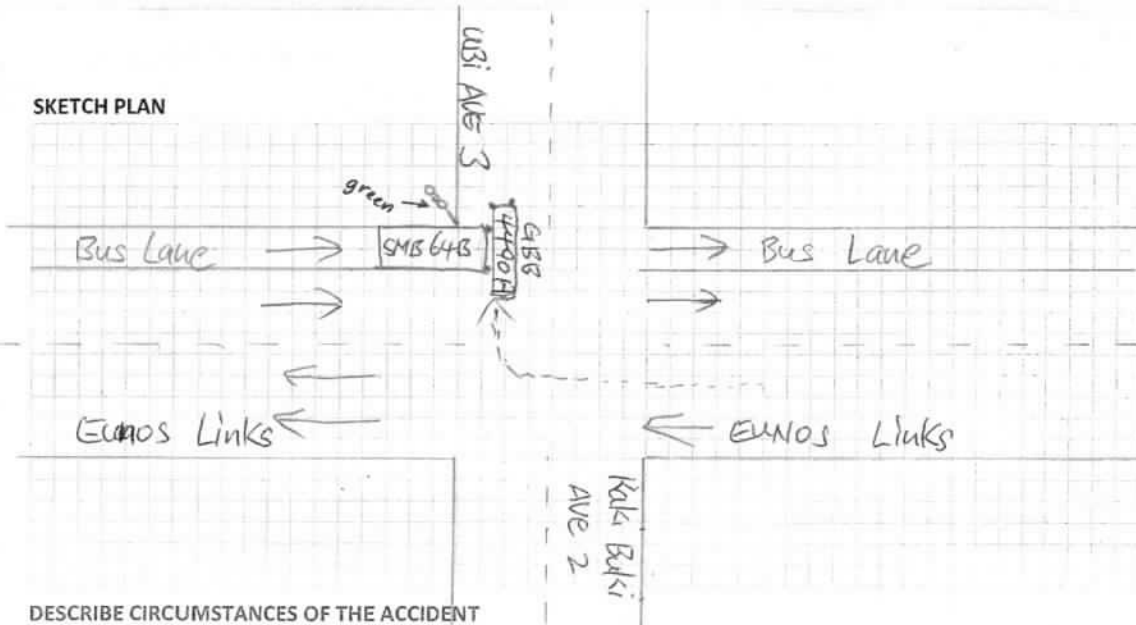 UBi AVE 3
SKETCH PLAN
green
Bus Lane
SMB 64B
GBB
4490H
Bus Lane
Eunos Links
EUNOS Links
Kaki Buki
AVE 2
DESCRIBE CIRCUMSTANCES OF THE ACCIDENT